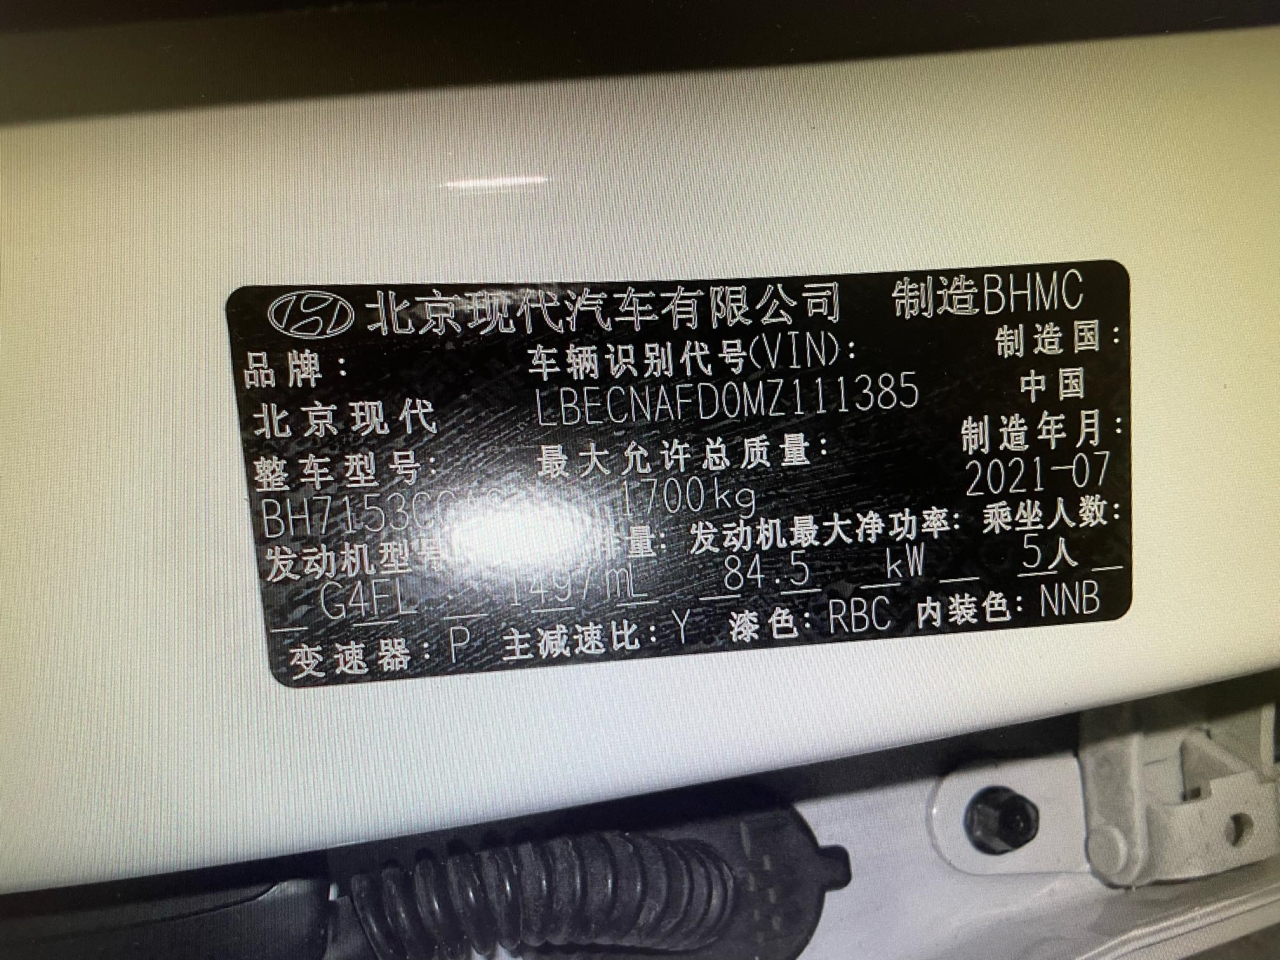 北京现代汽车有限公司 制造BHMC
品牌: 车辆识别代号(VIN): 制造国:
北京现代 LBECNAFD0MZ111385 中国
整车型号: 最大允许总质量: 制造年月:
1700kg 2021-07
发动机型号 排量: 发动机最大净功率: 乘坐人数:
G4FL 1497mL 84.5 kW 5人
变速器: P 主减速比: Y 漆色: RBC 内装色: NNB